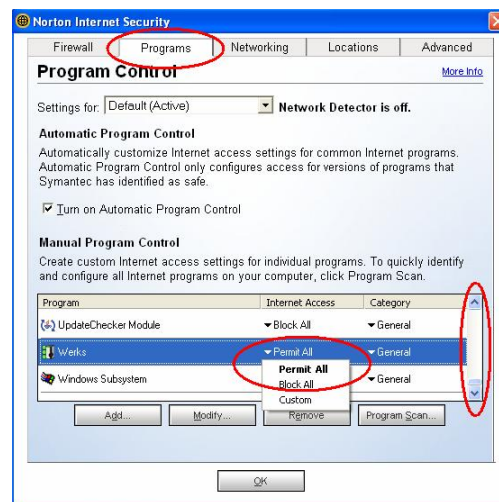 Norton Internet Security
Firewall Programs Networking Locations Advanced
Program Control More Info
Settings for: Default (Active) Network Detector is off.
Automatic Program Control
Automatically customize Internet access settings for common Internet programs.
Automatic Program Control only configures access for versions of programs that
Symantec has identified as safe.
Turn on Automatic Program Control
Manual Program Control
Create custom Internet access settings for individual programs. To quickly identify
and configure all Internet programs on your computer, click Program Scan.
Program Internet Access Category
UpdateChecker Module Block All General
Werks Permit All General
Permit All
Windows Subsystem Block All General
Custom
Add... Modify... Remove Program Scan...
OK